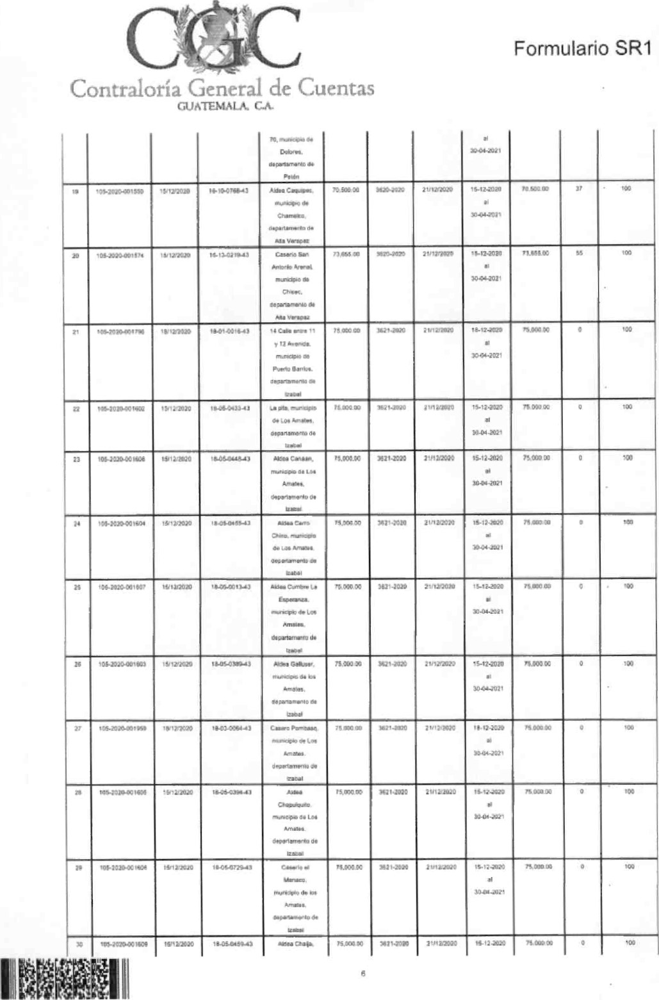 CGC
Formulario SR1
Contraloría General de Cuentas
GUATEMALA, C.A.
70, municipio de al
Dolores, 30-04-2021
departamento de
Petén
19 105-2020-001559 15/12/2020 16-10-0768-43 Aldea Caquipec, 70,500.00 3620-2020 21/12/2020 15-12-2020 70,500.00 37 100
municipio de al
Chamelco, 30-04-2021
departamento de
Alta Verapaz
20 105-2020-001574 15/12/2020 16-13-0219-43 Caserío San 73,655.00 3620-2020 21/12/2020 15-12-2020 73,655.00 55 100
Antonio Arenal, al
municipio de 30-04-2021
Chisec,
departamento de
Alta Verapaz
21 105-2020-001796 18/12/2020 18-01-0016-43 14 Calle entre 11 75,000.00 3621-2020 21/12/2020 18-12-2020 75,000.00 0 100
y 12 Avenida, al
municipio de 30-04-2021
Puerto Barrios,
departamento de
Izabal
22 105-2020-001602 15/12/2020 18-05-0433-43 La pita, municipio 75,000.00 3621-2020 21/12/2020 15-12-2020 75,000.00 0 100
de Los Amates, al
departamento de 30-04-2021
Izabal
23 105-2020-001606 15/12/2020 18-05-0448-43 Aldea Canaan, 75,000.00 3621-2020 21/12/2020 15-12-2020 75,000.00 0 100
municipio de Los al
Amates, 30-04-2021
departamento de
Izabal
24 105-2020-001604 15/12/2020 18-05-0455-43 Aldea Cerro 75,000.00 3621-2020 21/12/2020 15-12-2020 75,000.00 0 100
Chino, municipio al
de Los Amates, 30-04-2021
departamento de
Izabal
25 105-2020-001607 15/12/2020 18-05-0013-43 Aldea Cumbre La 75,000.00 3621-2020 21/12/2020 15-12-2020 75,000.00 0 100
Esperanza, al
municipio de Los 30-04-2021
Amates,
departamento de
Izabal
26 105-2020-001603 15/12/2020 18-05-0389-43 Aldea Galluser, 75,000.00 3621-2020 21/12/2020 15-12-2020 75,000.00 0 100
municipio de los al
Amates, 30-04-2021
departamento de
Izabal
27 105-2020-001959 18/12/2020 18-03-0064-43 Casero Pombaaq, 75,000.00 3621-2020 21/12/2020 18-12-2020 75,000.00 0 100
municipio de Los al
Amates, 30-04-2021
departamento de
Izabal
28 105-2020-001605 15/12/2020 18-05-0396-43 Aldea 75,000.00 3621-2020 21/12/2020 15-12-2020 75,000.00 0 100
Chapulquito, al
municipio de Los 30-04-2021
Amates,
departamento de
Izabal
29 15/12/2020 18-05-0729-43 Caserío el 75,000.00 3621-2020 21/12/2020 15-12-2020 75,000.00 0 100
Manaco, al
municipio de los 30-04-2021
Amates,
departamento de
Izabal
30 105-2020-001609 15/12/2020 18-05-0459-43 Aldea Chaija, 75,000.00 3621-2020 21/12/2020 15-12-2020 75.000.00 0 100
6